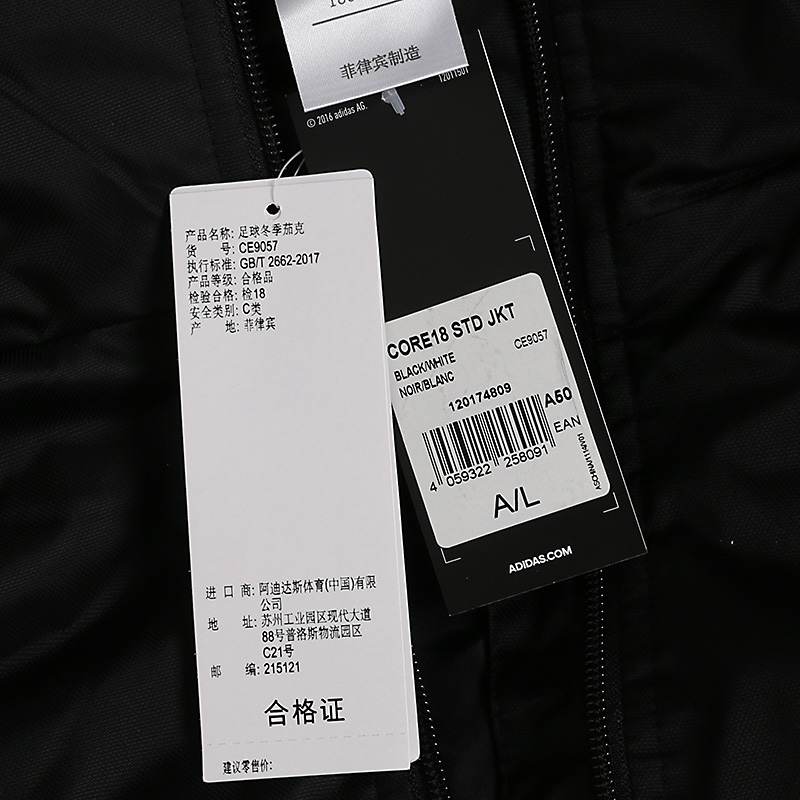 菲律宾制造
12011501
© 2016 adidas AG.
产品名称: 足球冬季茄克
货 号: CE9057
执行标准: GB/T 2662-2017
产品等级: 合格品
检验合格: 检18
安全类别: C类
产 地: 菲律宾
CORE18 STD JKT
BLACK/WHITE
CE9057
NOIR/BLANC
120174809
A50
EAN
4 059322 258091
A/L
ADIDAS.COM
进 口 商: 阿迪达斯体育(中国)有限
公司
地 址: 苏州工业园区现代大道
88号普洛斯物流园区
C21号
邮 编: 215121
合格证
建议零售价: